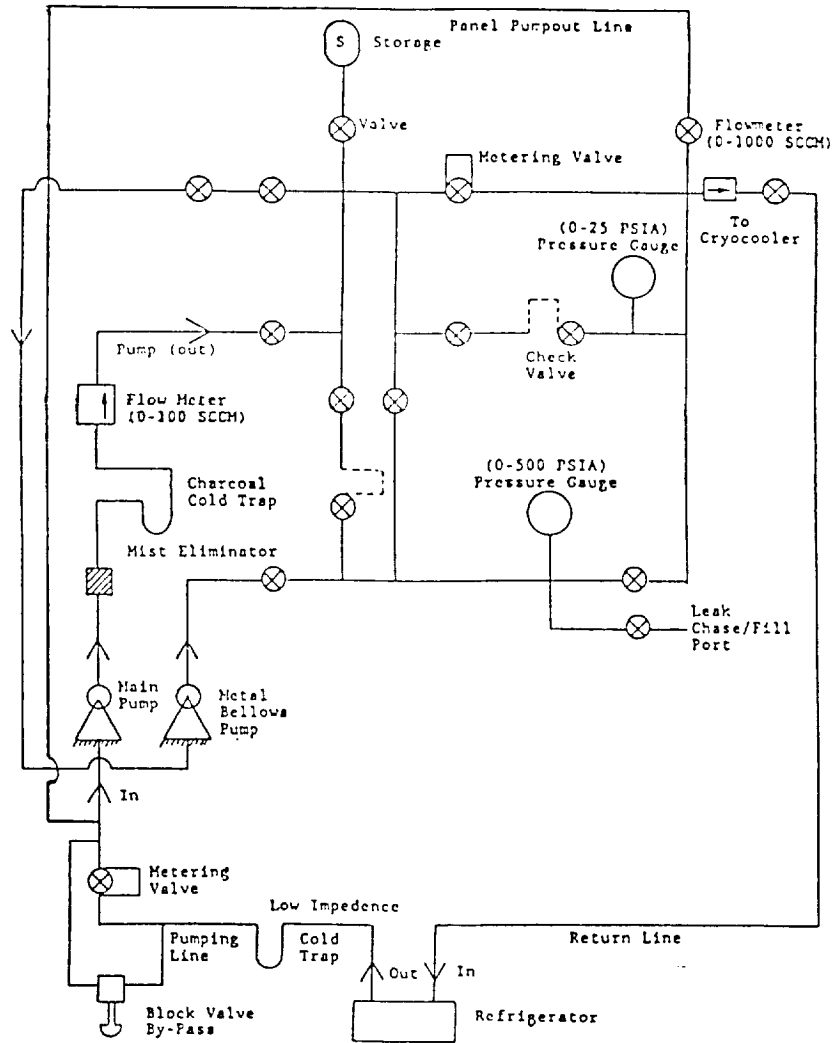 Panel Pumpout Line
S
Storage
Valve
Flowmeter
(0-1000 SCCM)
Metering Valve
To
Cryocooler
(0-25 PSIA)
Pressure Gauge
Pump (out)
Check
Valve
Flow Meter
(0-100 SCCM)
(0-500 PSIA)
Pressure Gauge
Charcoal
Cold Trap
Mist Eliminator
Leak
Chase/Fill
Port
Main
Pump
Metal
Bellows
Pump
In
Metering
Valve
Low Impedence
Pumping
Line
Cold
Trap
Return Line
Out
In
Block Valve
By-Pass
Refrigerator